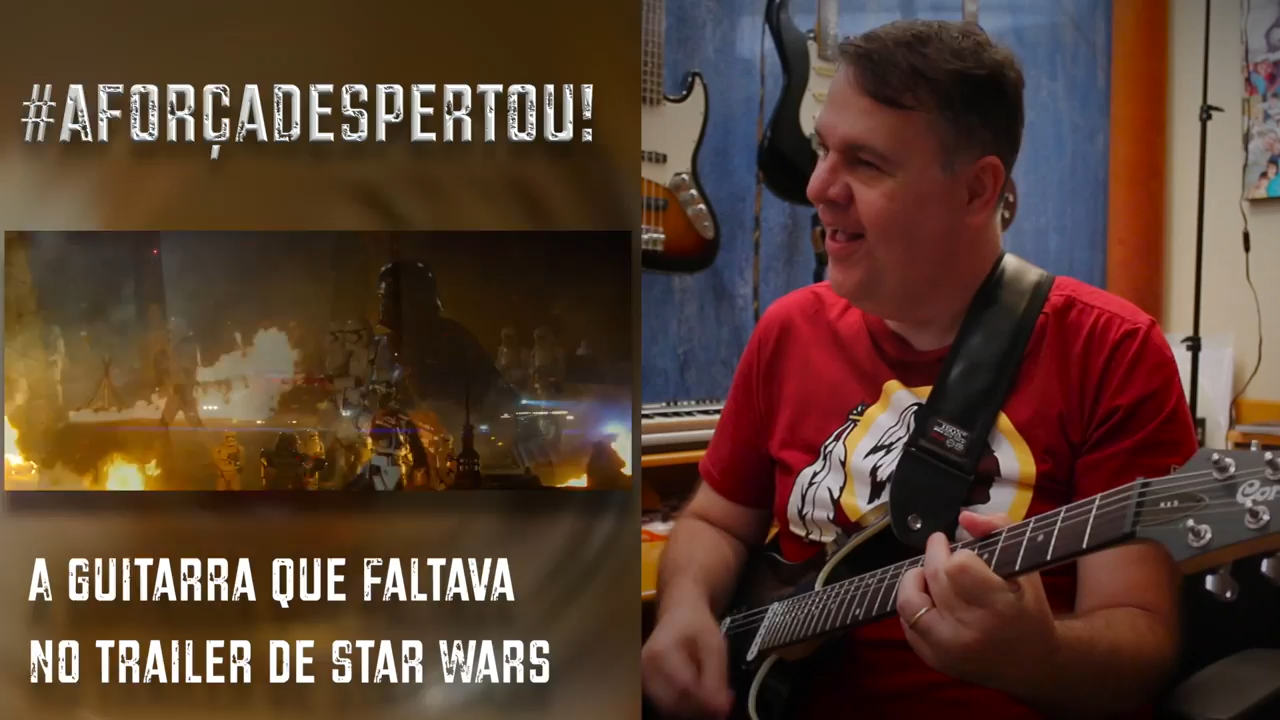 #AFORÇADESPERTOU!
A GUITARRA QUE FALTAVA
NO TRAILER DE STAR WARS